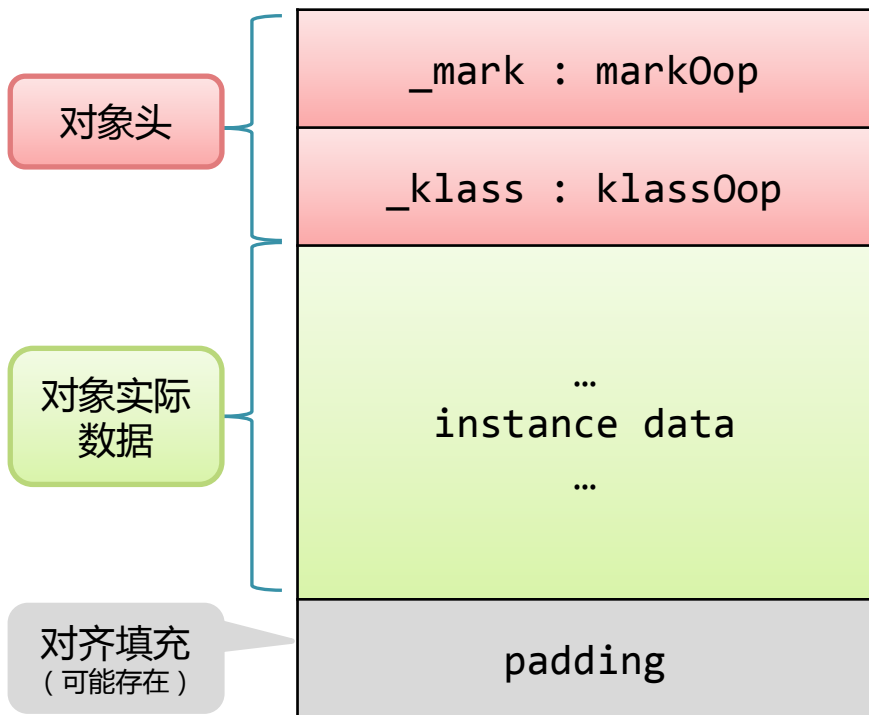 对象头
_mark : markOop
_klass : klassOop
对象实际
数据
…
instance data
…
对齐填充
（可能存在）
padding